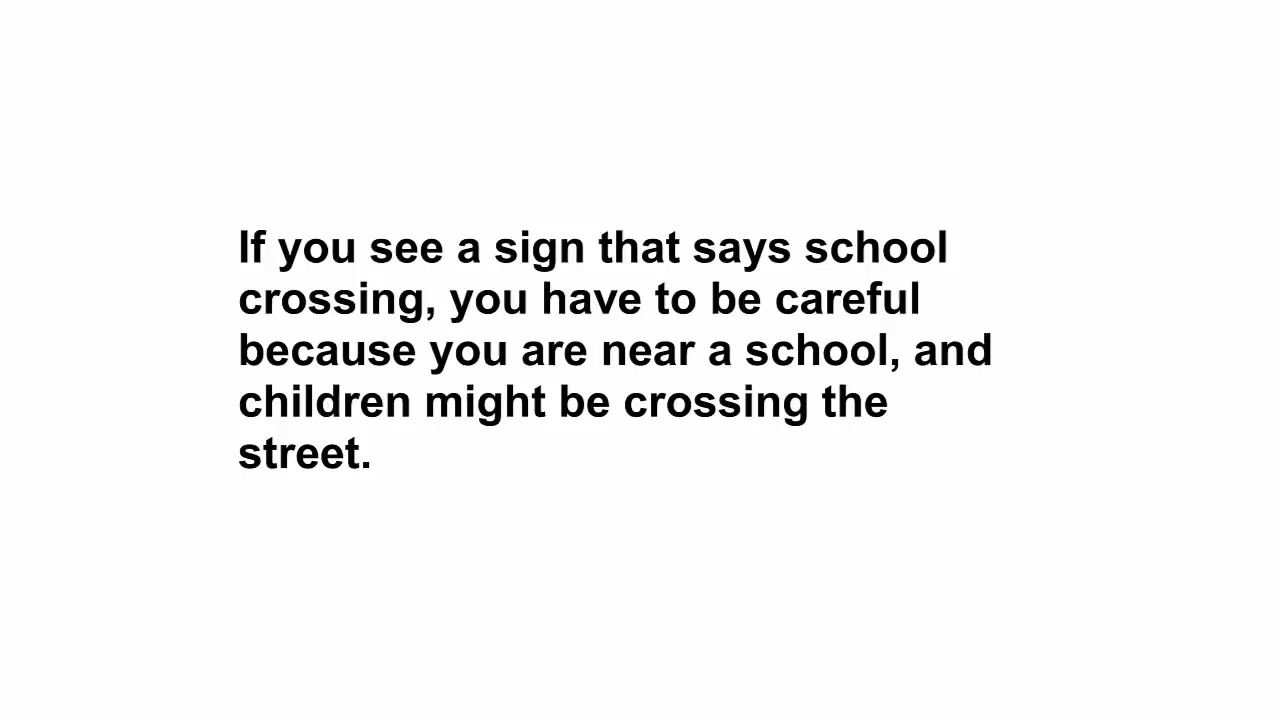 If you see a sign that says school
crossing, you have to be careful
because you are near a school, and
children might be crossing the
street.